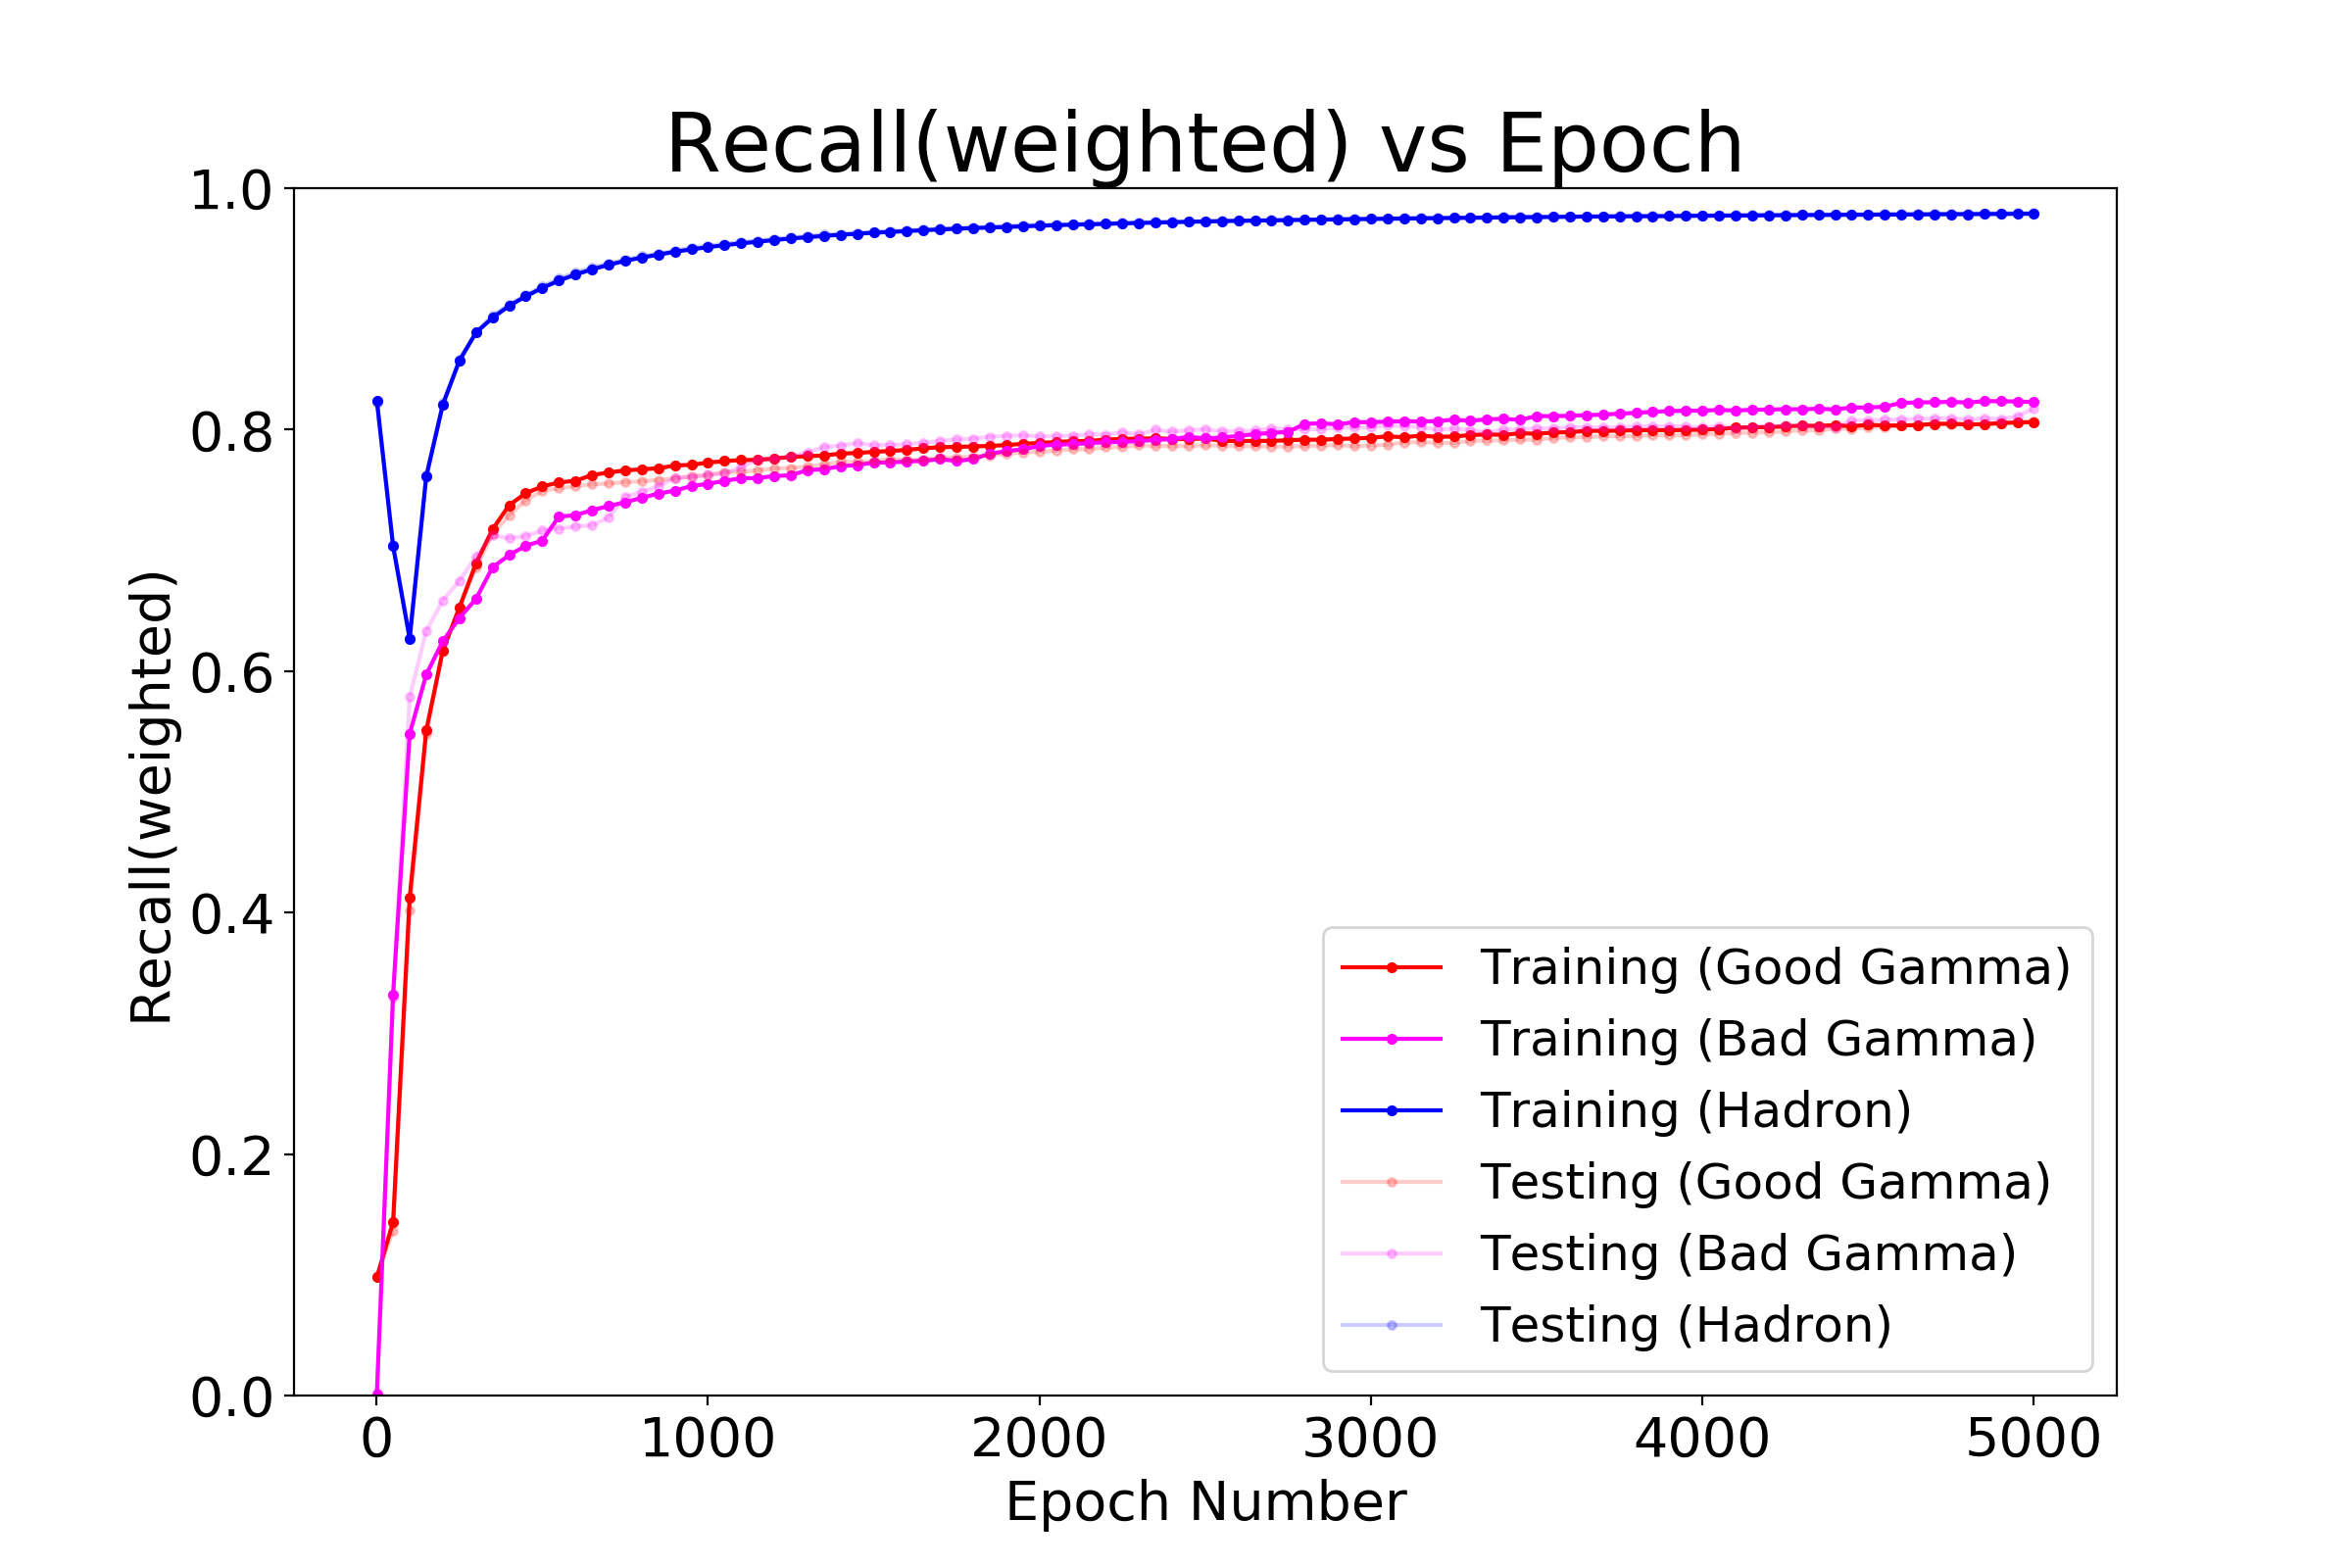 Recall(weighted) vs Epoch
Recall(weighted)
1.0
0.8
0.6
0.4
0.2
0.0
0 1000 2000 3000 4000 5000
Epoch Number
Training (Good Gamma)
Training (Bad Gamma)
Training (Hadron)
Testing (Good Gamma)
Testing (Bad Gamma)
Testing (Hadron)